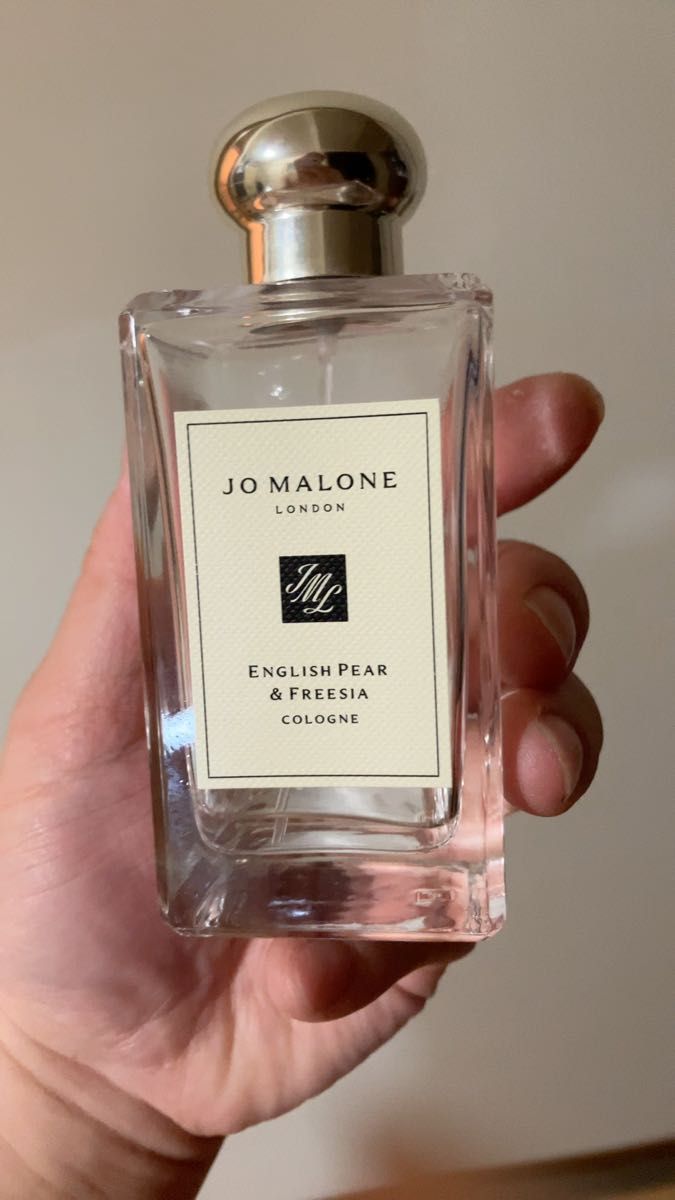 JO MALONE
LONDON
JML
ENGLISH PEAR
& FREESIA
COLOGNE